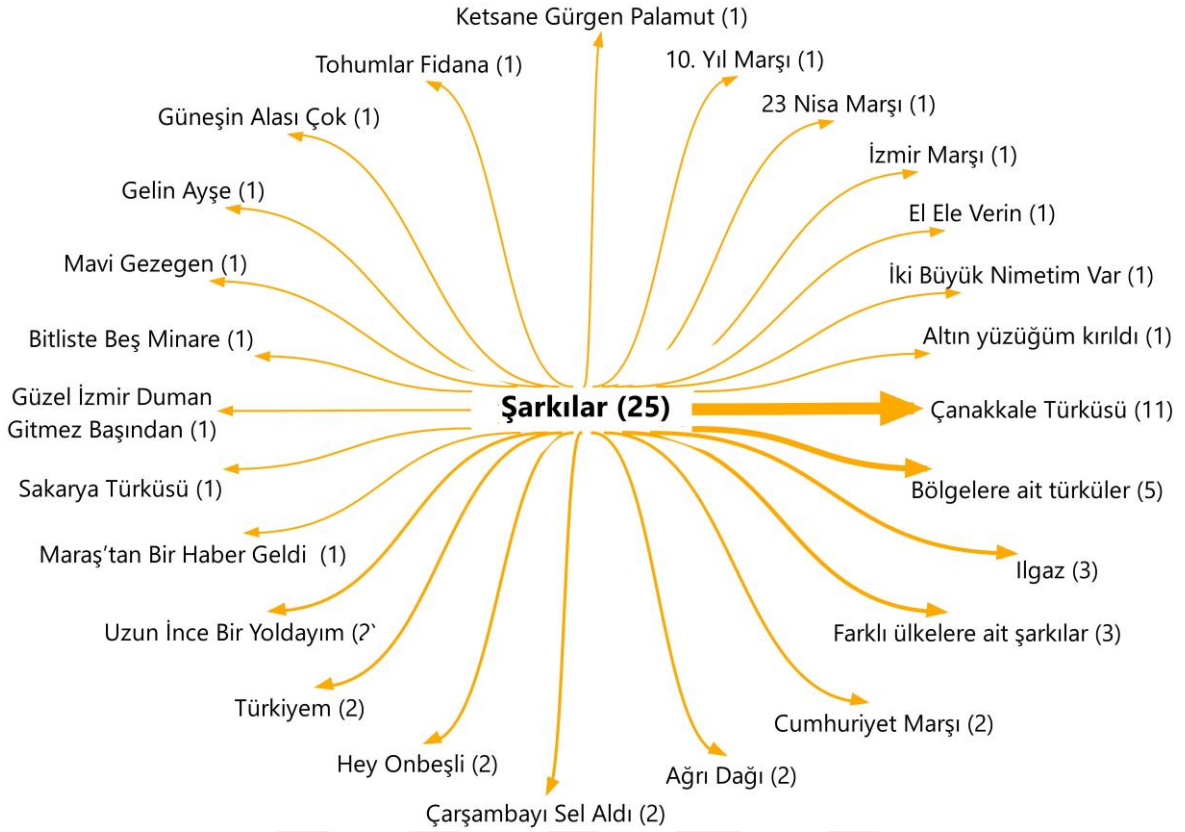 Ketsane Gürgen Palamut (1)
Tohumlar Fidana (1)
10. Yıl Marşı (1)
Güneşin Alası Çok (1)
23 Nisa Marşı (1)
İzmir Marşı (1)
Gelin Ayşe (1)
El Ele Verin (1)
Mavi Gezegen (1)
İki Büyük Nimetim Var (1)
Bitliste Beş Minare (1)
Altın yüzüğüm kırıldı (1)
Güzel İzmir Duman
Gitmez Başından (1)
Şarkılar (25)
Çanakkale Türküsü (11)
Sakarya Türküsü (1)
Bölgelere ait türküler (5)
Maraş'tan Bir Haber Geldi (1)
Ilgaz (3)
Uzun İnce Bir Yoldayım
Farklı ülkelere ait şarkılar (3)
Türkiyem (2)
Cumhuriyet Marşı (2)
Hey Onbeşli (2)
Ağrı Dağı (2)
Çarşambayı Sel Aldı (2)